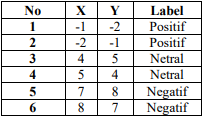 No X Y Label
1 -1 -2 Positif
2 -2 -1 Positif
3 4 5 Netral
4 5 4 Netral
5 7 8 Negatif
6 8 7 Negatif